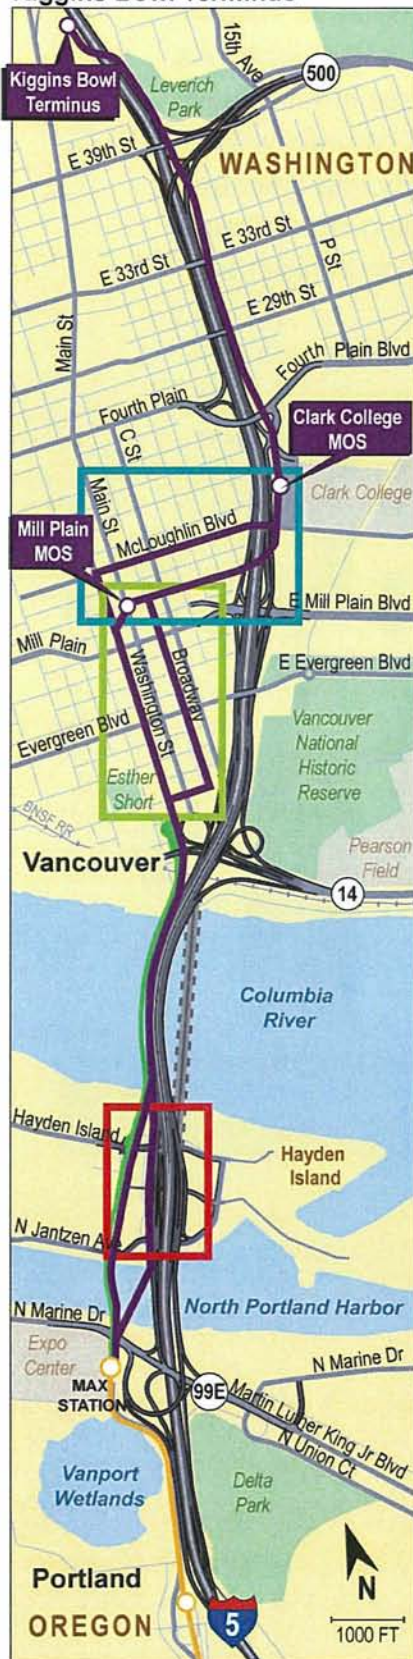 Kiggins Bowl Terminus
15th Ave
500
Kiggins Bowl
Terminus
Leverich
Park
E 39th St
WASHINGTON
E 33rd St
P St
E 33rd St
E 29th St
Main St
Fourth Plain Blvd
Fourth Plain
C St
Clark College
MOS
Main St
Clark College
McLoughlin Blvd
Mill Plain
MOS
E Mill Plain Blvd
Mill Plain
Washington St
Broadway
E Evergreen Blvd
Evergreen Blvd
Vancouver
National
Historic
Reserve
Esther
Short
BNSF RR
Pearson
Field
Vancouver
14
Columbia
River
Hayden Island
Hayden
Island
N Jantzen Ave
North Portland Harbor
N Marine Dr
Expo
Center
N Marine Dr
MAX
STATION
99E
Martin Luther King Jr Blvd
N Union Ct
Vanport
Wetlands
Delta
Park
Portland
OREGON
5
N
1000 FT